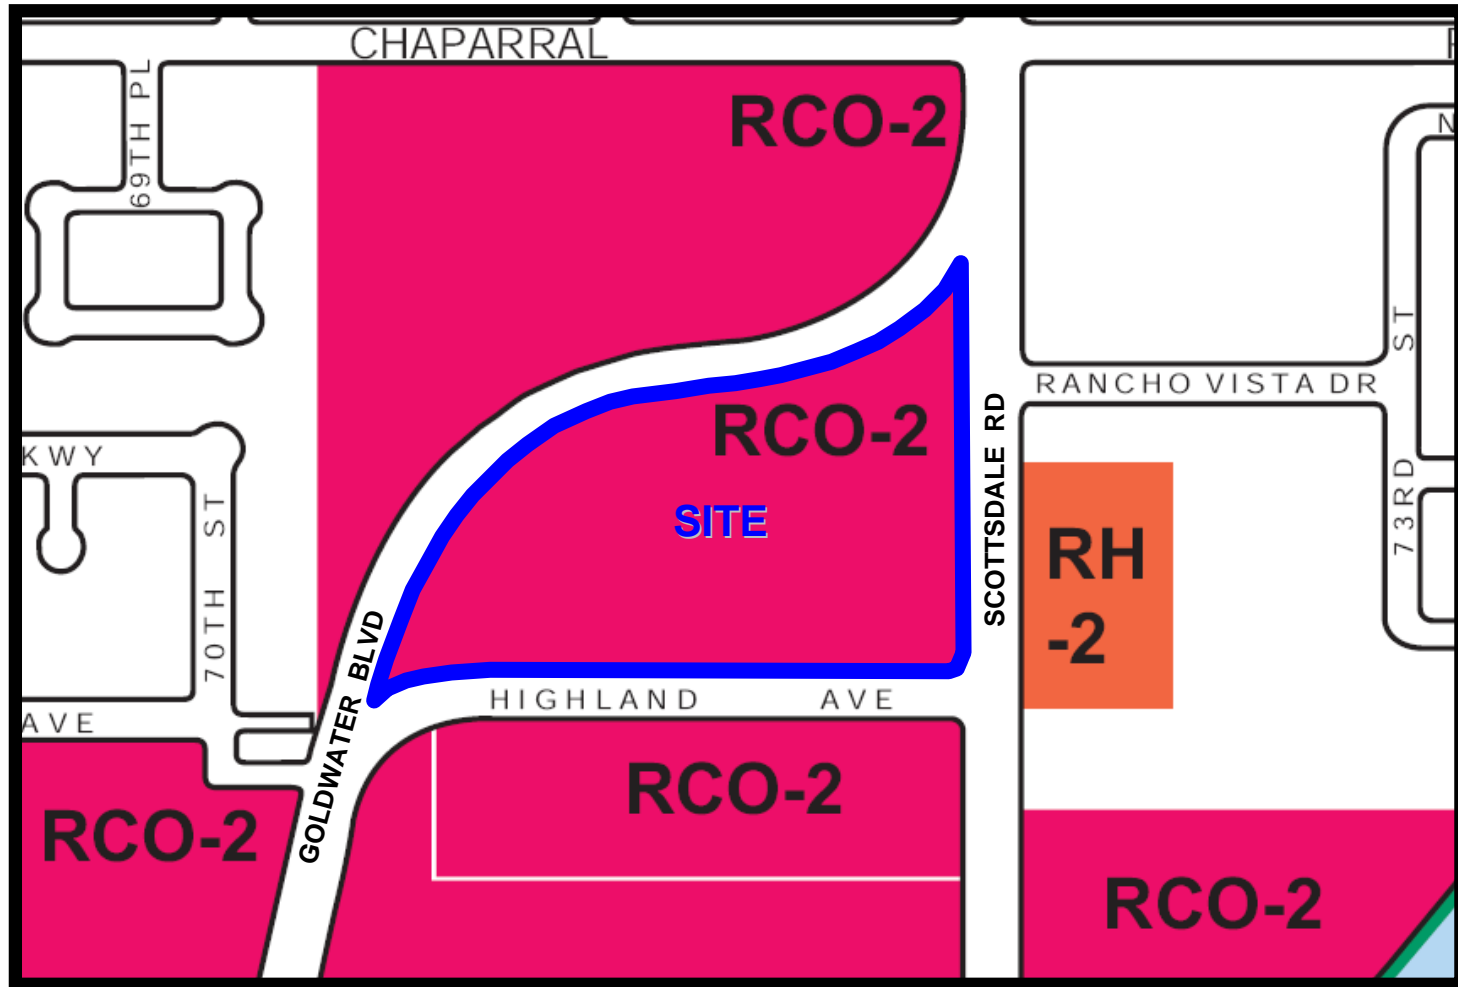 CHAPARRAL
69TH PL
RCO-2
N
ST
RANCHO VISTA DR
RCO-2
SCOTTSDALE RD
KWY
70TH ST
SITE
73RD
RH
-2
GOLDWATER BLVD
HIGHLAND AVE
AVE
RCO-2
RCO-2
RCO-2